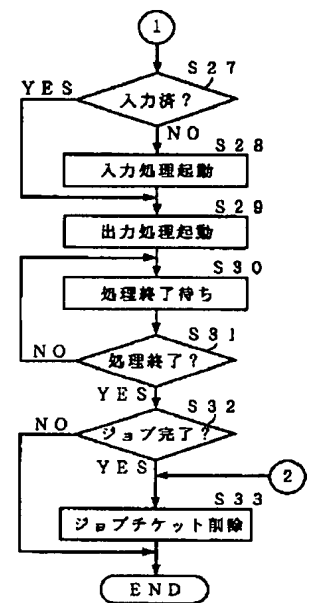 1
S27
入力済？
YES
NO
S28
入力処理起動
S29
出力処理起動
S30
処理終了待ち
S31
処理終了？
NO
YES
S32
ジョブ完了？
NO
YES
2
S33
ジョブチケット削除
END